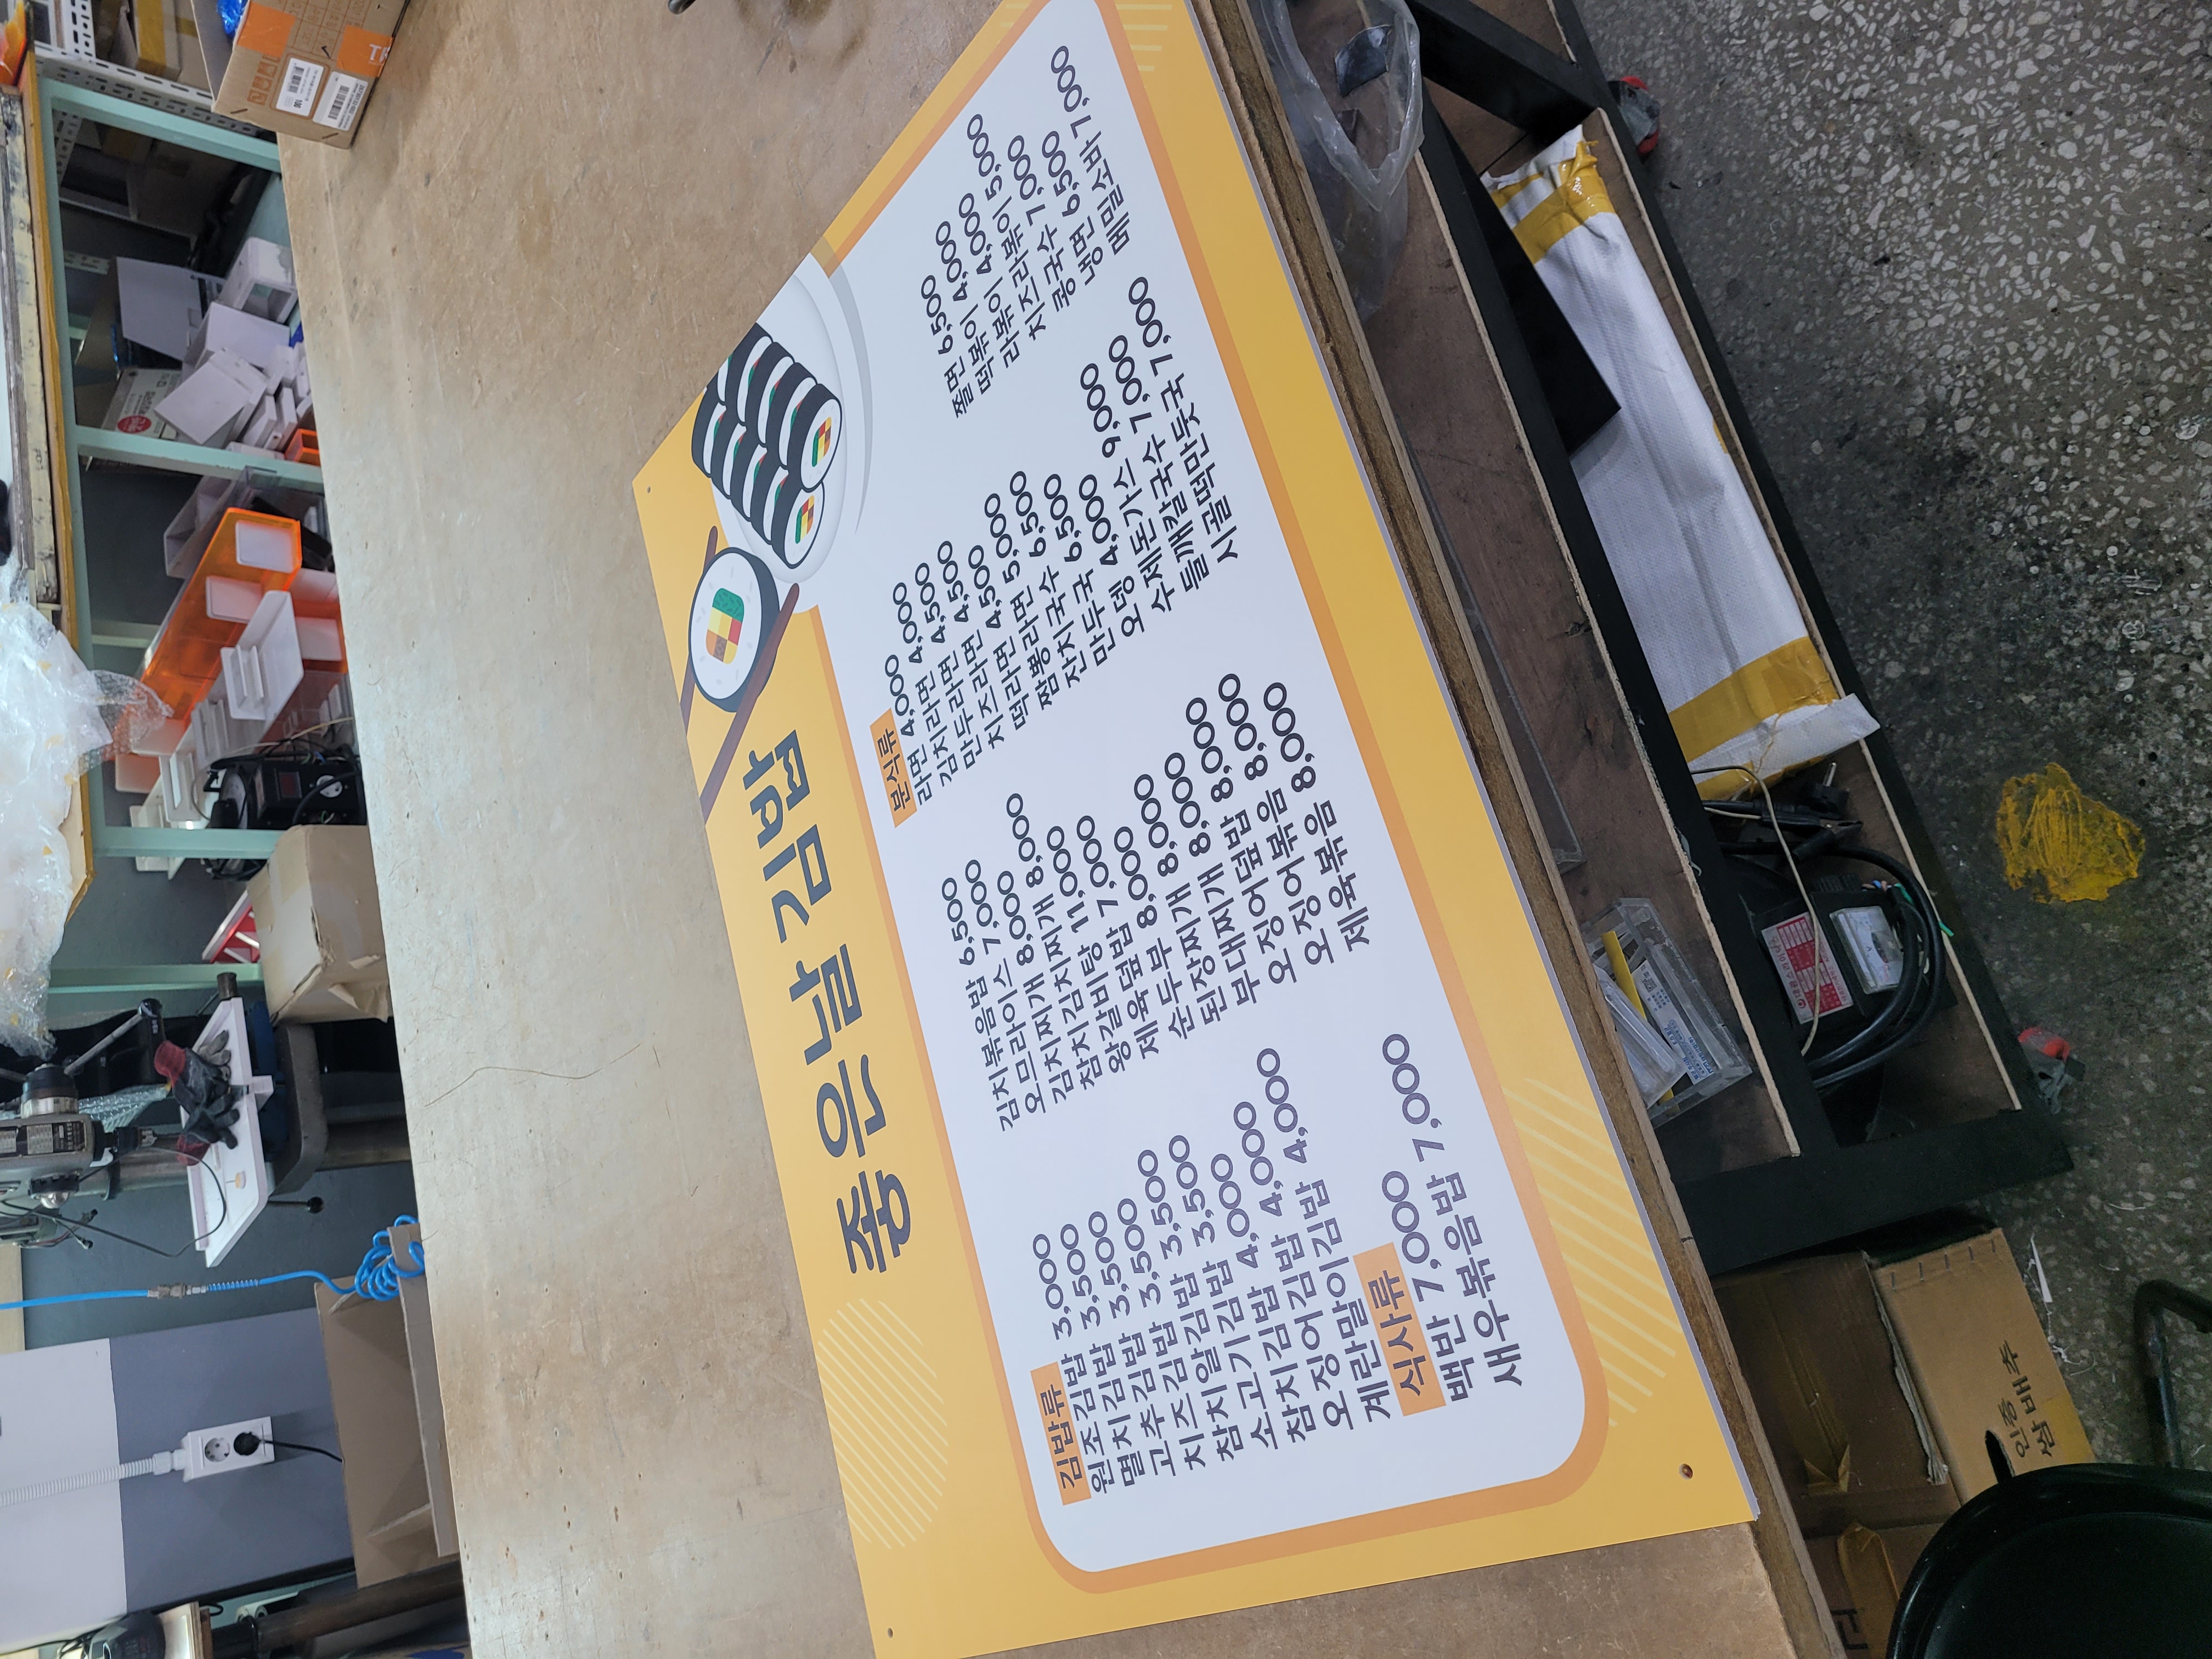 좋은날 김밥
김밥류
원조김밥 3,000
멸치김밥 3,500
고추김밥 3,500
치즈김밥 3,500
참치알김밥 3,500
소고기김밥 3,500
참치김밥 4,000
오징어김밥 4,000
계란말이김밥 4,000
식사류
백반 7,000
새우볶음밥 7,000
김치볶음밥 6,500
오므라이스 7,000
김치찌개 8,000
참치김치찌개 8,000
왕갈비탕 11,000
제육덮밥 7,000
순두부 8,000
된장찌개 8,000
부대찌개 8,000
오징어덮밥 8,000
오징어볶음 8,000
제육볶음 8,000
분식류
라면 4,000
김치라면 4,000
만두라면 4,500
치즈라면 4,500
떡라면 4,500
짬뽕라면 5,000
잔치국수 6,500
만두국 6,500
오뎅 4,000
수제돈가스 9,000
들깨칼국수 7,000
시골떡만둣국 7,000
쫄면 6,500
떡볶이 4,000
라볶이 4,000
치즈라볶이 5,000
콩국수 7,000
냉면 6,500
메밀소바 7,000
쌈배추